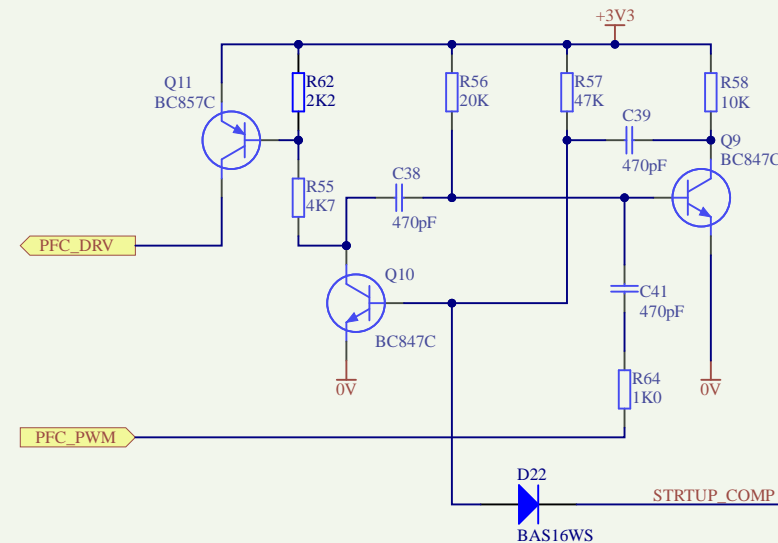 +3V3
Q11
BC857C
R62
2K2
R56
20K
R57
47K
R58
10K
C39
470pF
Q9
BC847C
R55
4K7
C38
470pF
PFC_DRV
Q10
BC847C
C41
470pF
0V
R64
1K0
0V
PFC_PWM
D22
BAS16WS
STRTUP_COMP